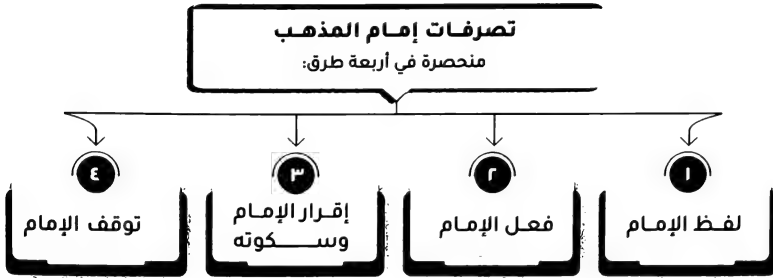 تصرفات إمام المذهب
منحصرة في أربعة طرق:
١
لفظ الإمام
٢
فعل الإمام
٣
إقرار الإمام
وسكوته
٤
توقف الإمام